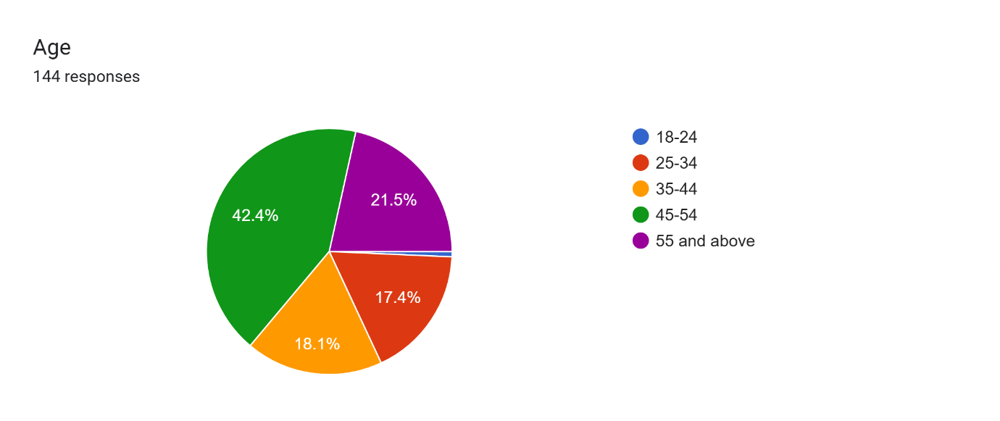 Age
144 responses
42.4%
21.5%
17.4%
18.1%
18-24
25-34
35-44
45-54
55 and above